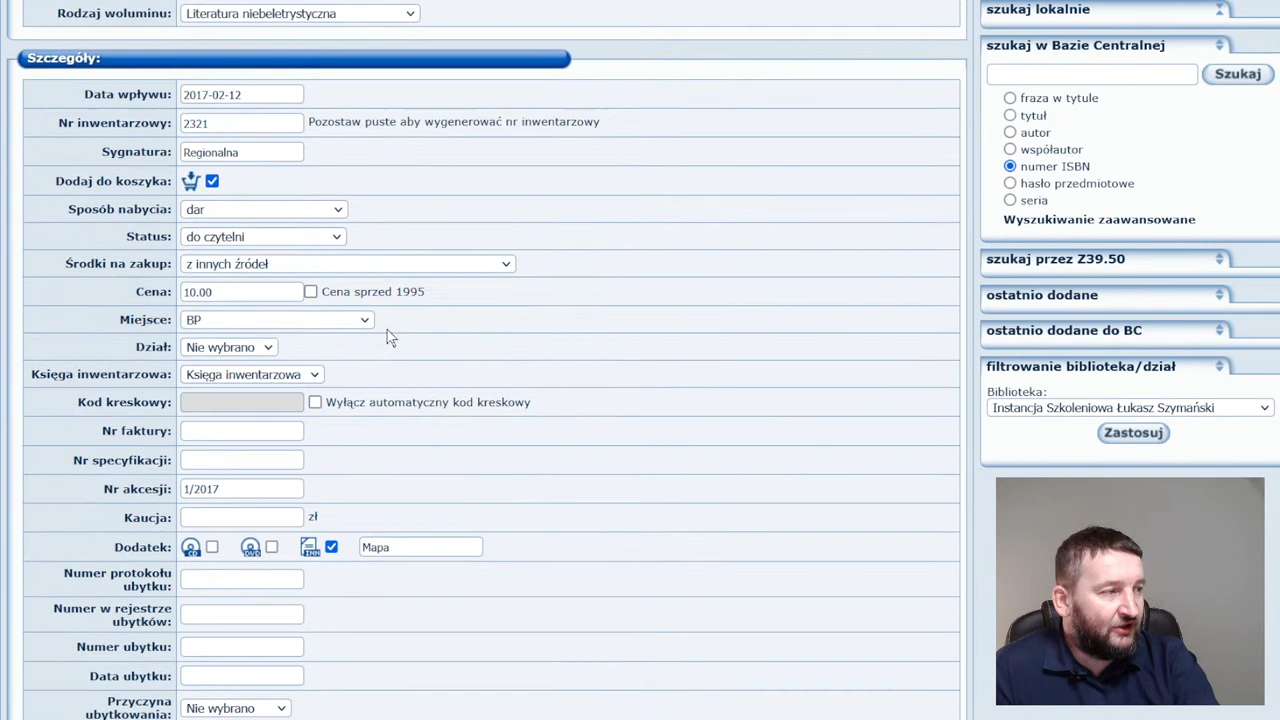 Rodzaj woluminu: Literatura niebeletrystyczna
Szczegóły:
Data wpływu: 2017-02-12
Nr inwentarzowy: 2321 Pozostaw puste aby wygenerować nr inwentarzowy
Sygnatura: Regionalna
Dodaj do koszyka:
Sposób nabycia: dar
Status: do czytelni
Środki na zakup: z innych źródeł
Cena: 10.00 Cena sprzed 1995
Miejsce: BP
Dział: Nie wybrano
Księga inwentarzowa: Księga inwentarzowa
Kod kreskowy: Wyłącz automatyczny kod kreskowy
Nr faktury:
Nr specyfikacji:
Nr akcesji: 1/2017
Kaucja: zł
Dodatek: CD DVD INN Mapa
Numer protokołu
ubytku:
Numer w rejestrze
ubytków:
Numer ubytku:
Data ubytku:
Przyczyna
ubytkowania: Nie wybrano
szukaj lokalnie
szukaj w Bazie Centralnej
Szukaj
fraza w tytule
tytuł
autor
współautor
numer ISBN
hasło przedmiotowe
seria
Wyszukiwanie zaawansowane
szukaj przez Z39.50
ostatnio dodane
ostatnio dodane do BC
filtrowanie biblioteka/dział
Biblioteka:
Instancja Szkoleniowa Łukasz Szymański
Zastosuj